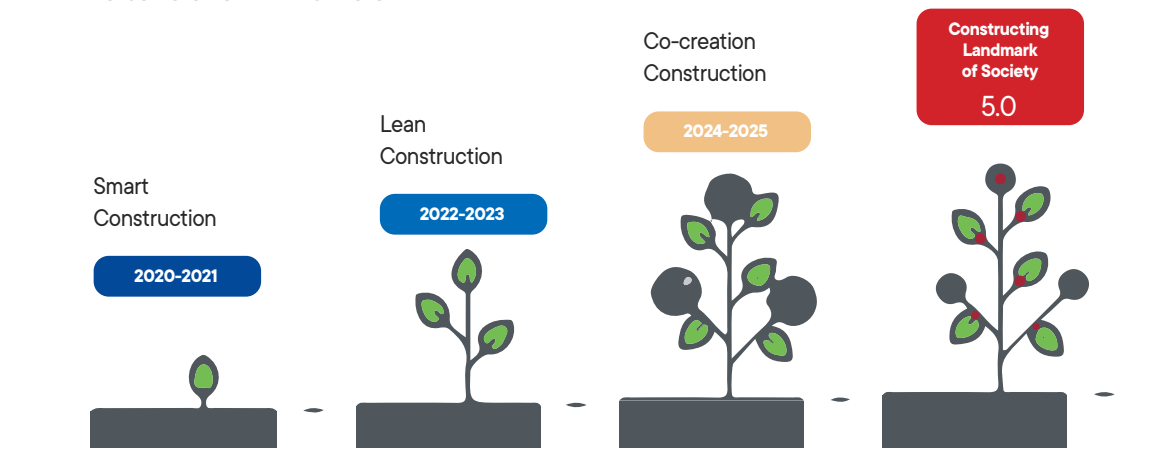 Smart
Construction
2020-2021
Lean
Construction
2022-2023
Co-creation
Construction
2024-2025
Constructing
Landmark
of Society
5.0